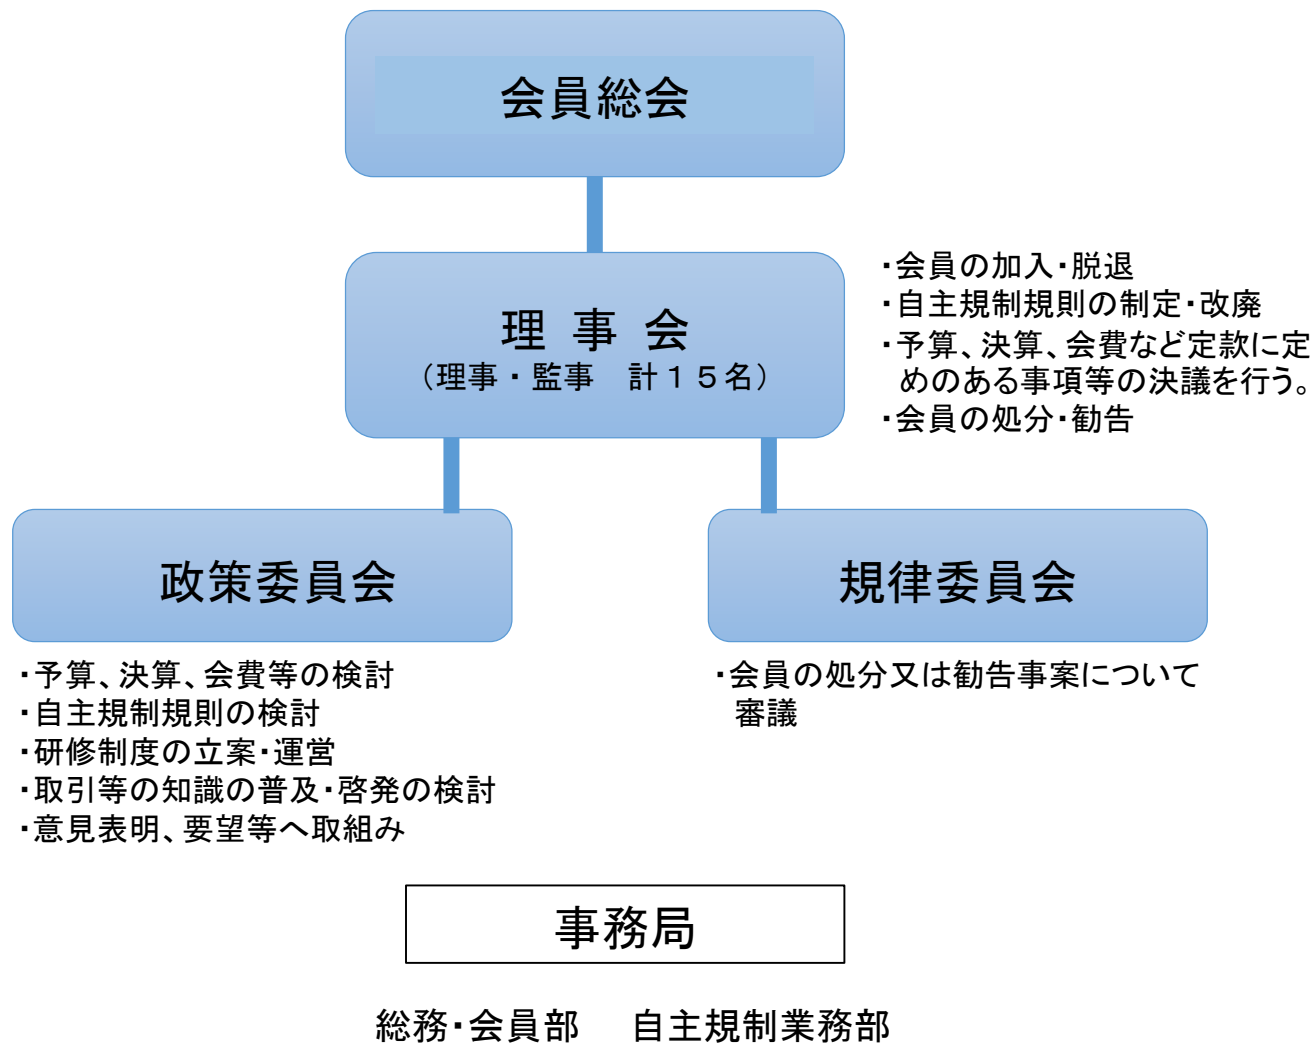 会員総会
理 事 会
（理事・監事　計１５名）
・会員の加入・脱退
・自主規制規則の制定・改廃
・予算、決算、会費など定款に定
めのある事項等の決議を行う。
・会員の処分・勧告
政策委員会
・予算、決算、会費等の検討
・自主規制規則の検討
・研修制度の立案・運営
・取引等の知識の普及・啓発の検討
・意見表明、要望等へ取組み
規律委員会
・会員の処分又は勧告事案について
審議
事務局
総務・会員部　自主規制業務部